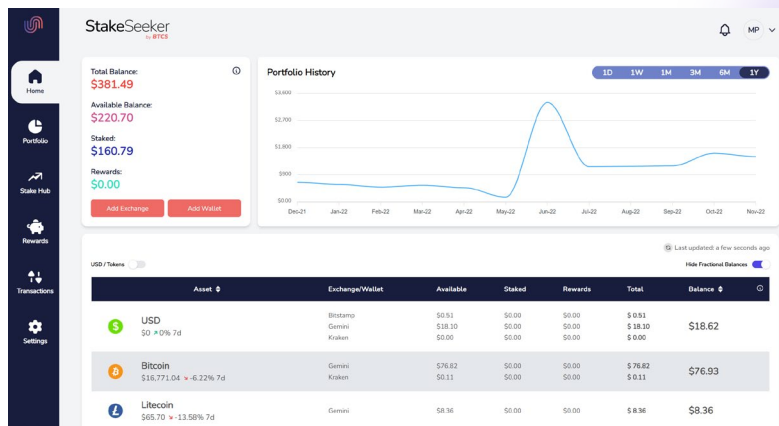 StakeSeeker
by BTCS
MP
Home
Portfolio
Stake Hub
Rewards
Transactions
Settings
Total Balance:
$381.49
Available Balance:
$220.70
Staked:
$160.79
Rewards:
$0.00
Add Exchange Add Wallet
Portfolio History
1D 1W 1M 3M 6M 1Y
$3,600
$2,700
$1,800
$900
$0.00
Dec-21 Jan-22 Feb-22 Mar-22 Apr-22 May-22 Jun-22 Jul-22 Aug-22 Sep-22 Oct-22 Nov-22
Last updated: a few seconds ago
USD / Tokens Hide Fractional Balances
Asset Exchange/Wallet Available Staked Rewards Total Balance
USD
$0 0% 7d
Bitstamp $0.51 $0.00 $0.00 $ 0.51
Gemini $18.10 $0.00 $0.00 $ 18.10 $18.62
Kraken $0.00 $0.00 $0.00 $ 0.00
Bitcoin
$16,771.04 -6.22% 7d
Gemini $76.82 $0.00 $0.00 $ 76.82
Kraken $0.11 $0.00 $0.00 $ 0.11
$76.93
Litecoin
$65.70 -13.58% 7d
Gemini $8.36 $0.00 $0.00 $ 8.36 $8.36